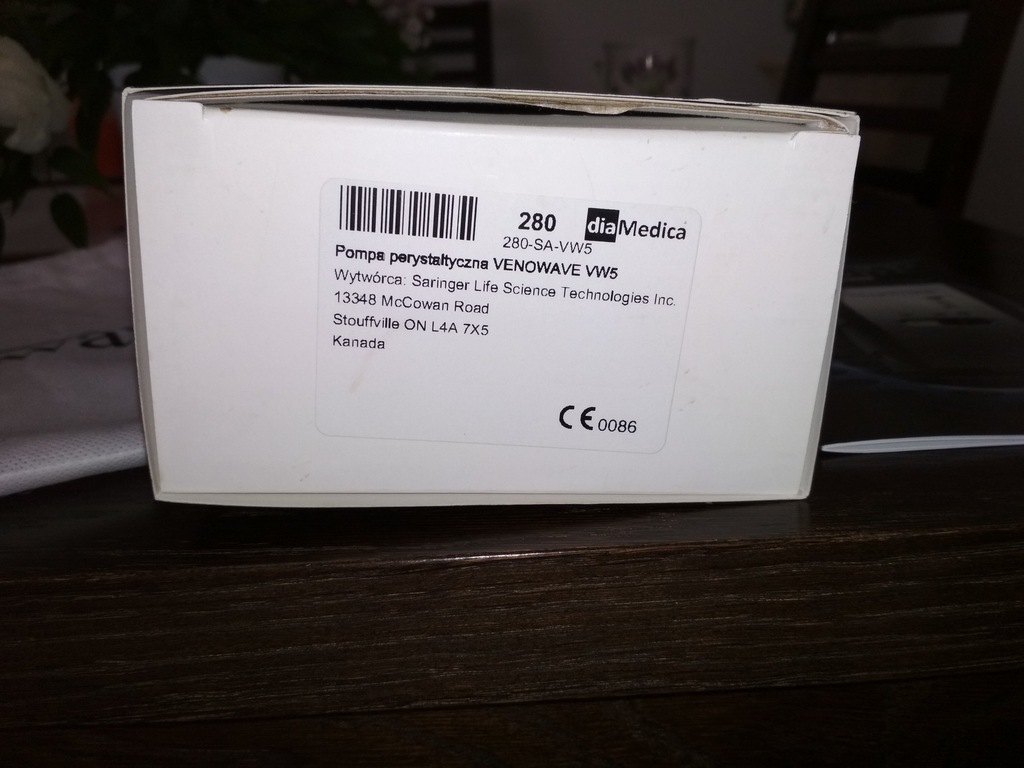 280
diaMedica
280-SA-VW5
Pompa perystaltyczna VENOWAVE VW5
Wytwórca: Saringer Life Science Technologies Inc.
13348 McCowan Road
Stouffville ON L4A 7X5
Kanada
CE 0086